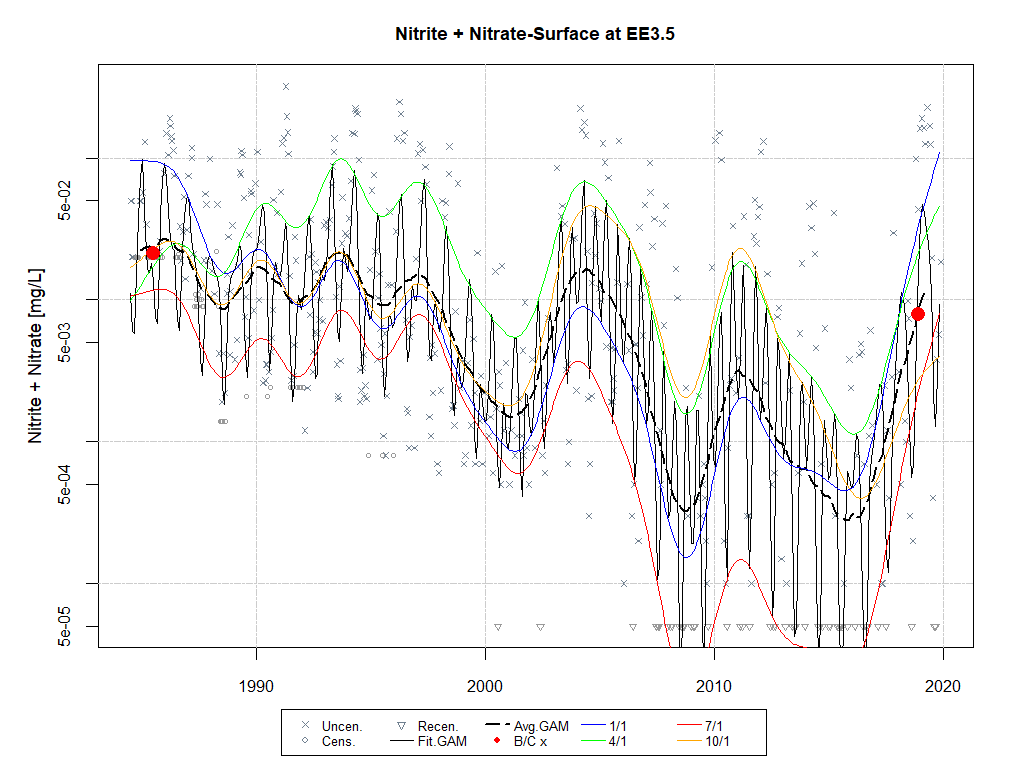 Nitrite + Nitrate-Surface at EE3.5
Nitrite + Nitrate [mg/L]
5e-02
5e-03
5e-04
5e-05
1990 2000 2010 2020
Uncen. Recen. Avg.GAM 1/1 7/1
Cens. Fit.GAM B/C x 4/1 10/1